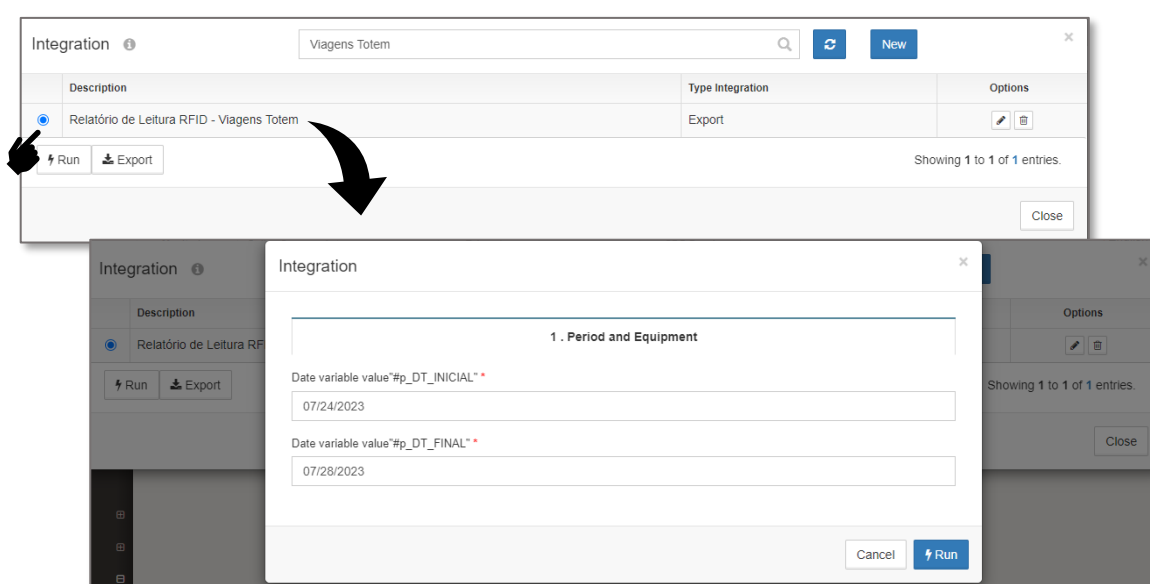 Integration
Viagens Totem
New
×
Description Type Integration Options
Relatório de Leitura RFID - Viagens Totem Export
Run Export Showing 1 to 1 of 1 entries.
Close
Integration
×
Description Options
Relatório de Leitura RF
Run Export Showing 1 to 1 of 1 entries.
Close
Integration ×
1 . Period and Equipment
Date variable value"#p_DT_INICIAL" *
07/24/2023
Date variable value"#p_DT_FINAL" *
07/28/2023
Cancel Run